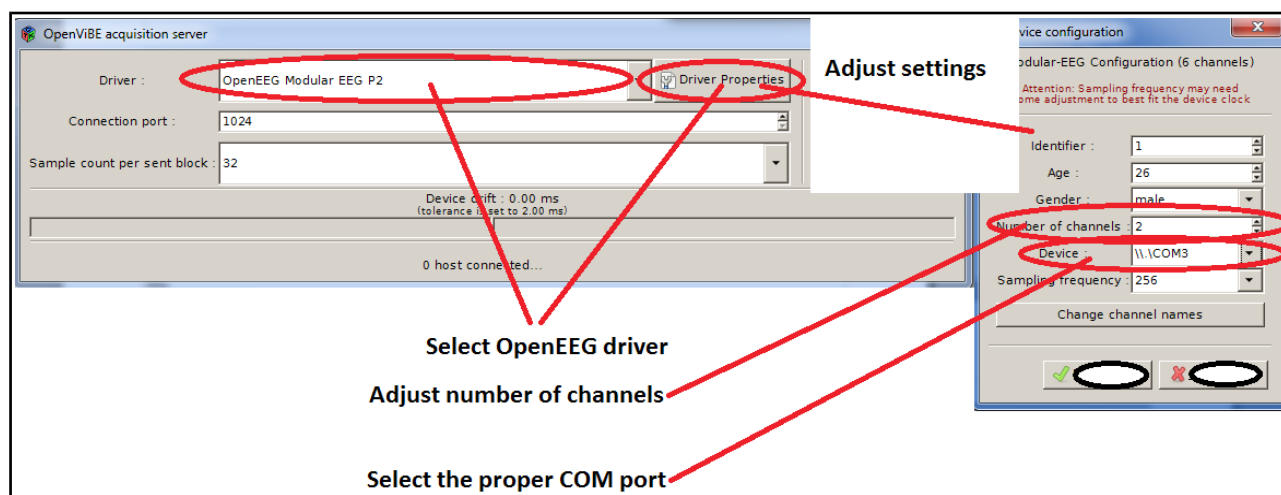 OpenViBE acquisition server
Driver :
OpenEEG Modular EEG P2
Driver Properties
Connection port :
1024
Sample count per sent block :
32
Device drift : 0.00 ms
(tolerance is set to 2.00 ms)
0 host connected...
Adjust settings
vice configuration
odular-EEG Configuration (6 channels)
Attention: Sampling frequency may need
ome adjustment to best fit the device clock
Identifier :
1
Age :
26
Gender :
male
Number of channels :
2
Device :
\\.\COM3
Sampling frequency :
256
Change channel names
Select OpenEEG driver
Adjust number of channels
Select the proper COM port